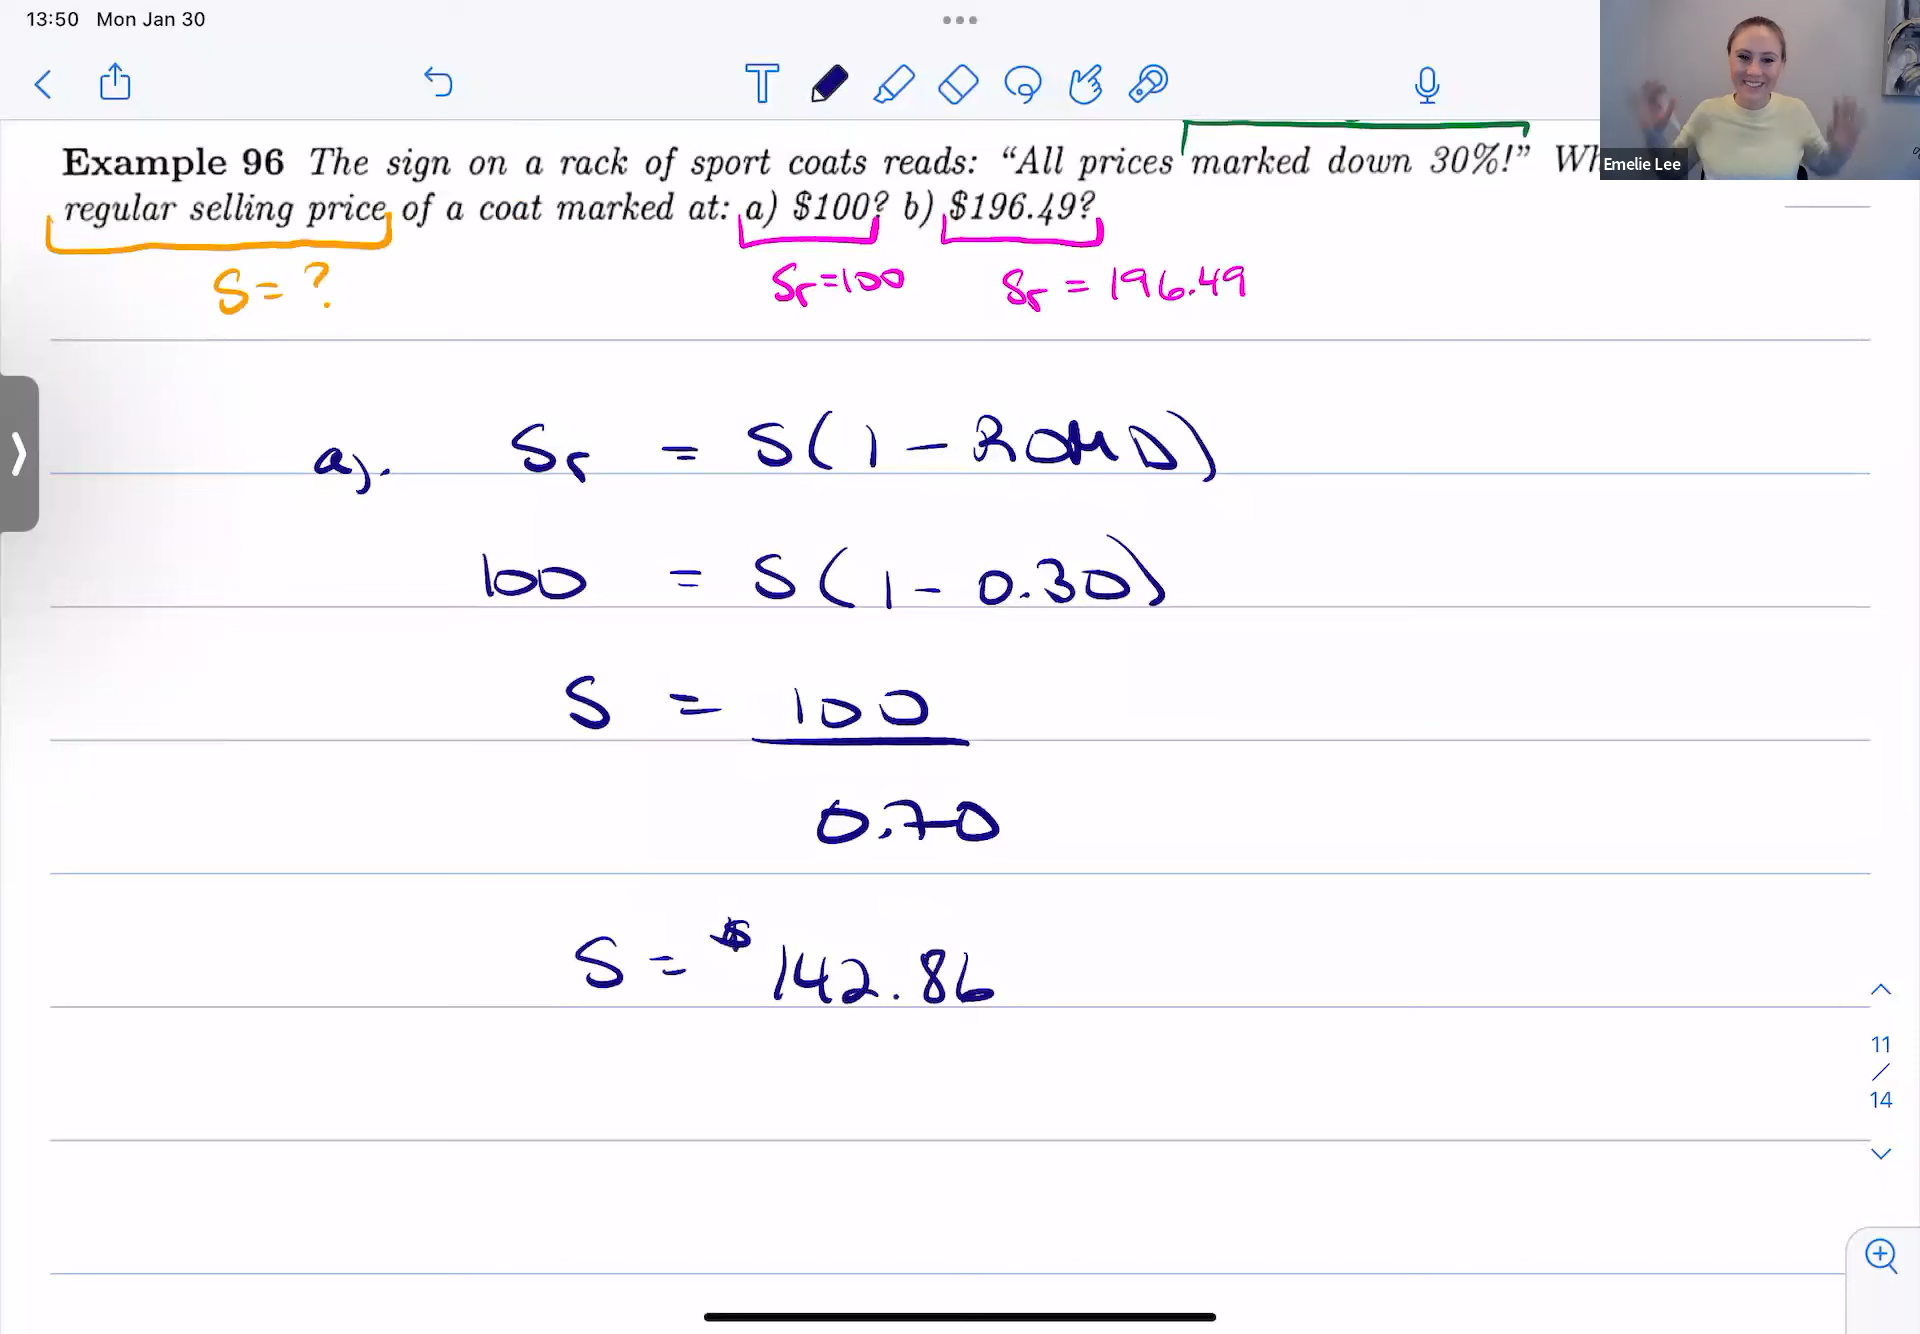 13:50 Mon Jan 30
Emelie Lee
Example 96 The sign on a rack of sport coats reads: “All prices marked down 30%!” Wh
regular selling price of a coat marked at: a) $100? b) $196.49?
S = ?
Sr = 100
Sr = 196.49
a). Sr = S(1 - ROMD)
100 = S(1 - 0.30)
S = 100
0.70
S = $142.86
11
/
14